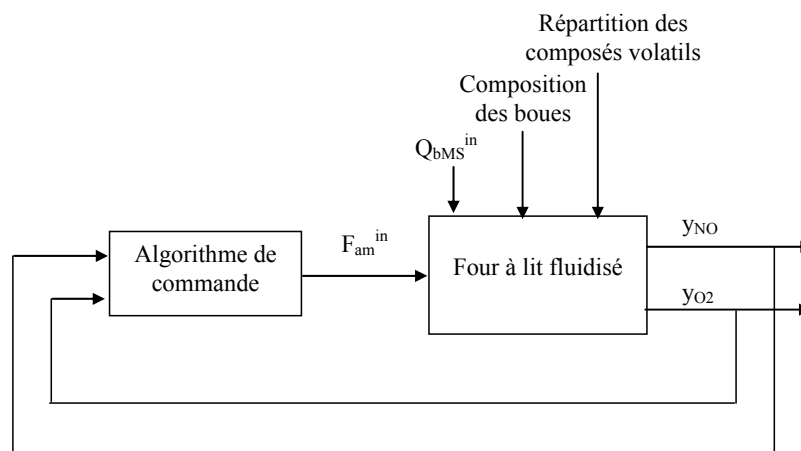 Répartition des
composés volatils
Composition
des boues
Q_bMS^in
Algorithme de
commande
F_am^in
Four à lit fluidisé
y_NO
y_O2